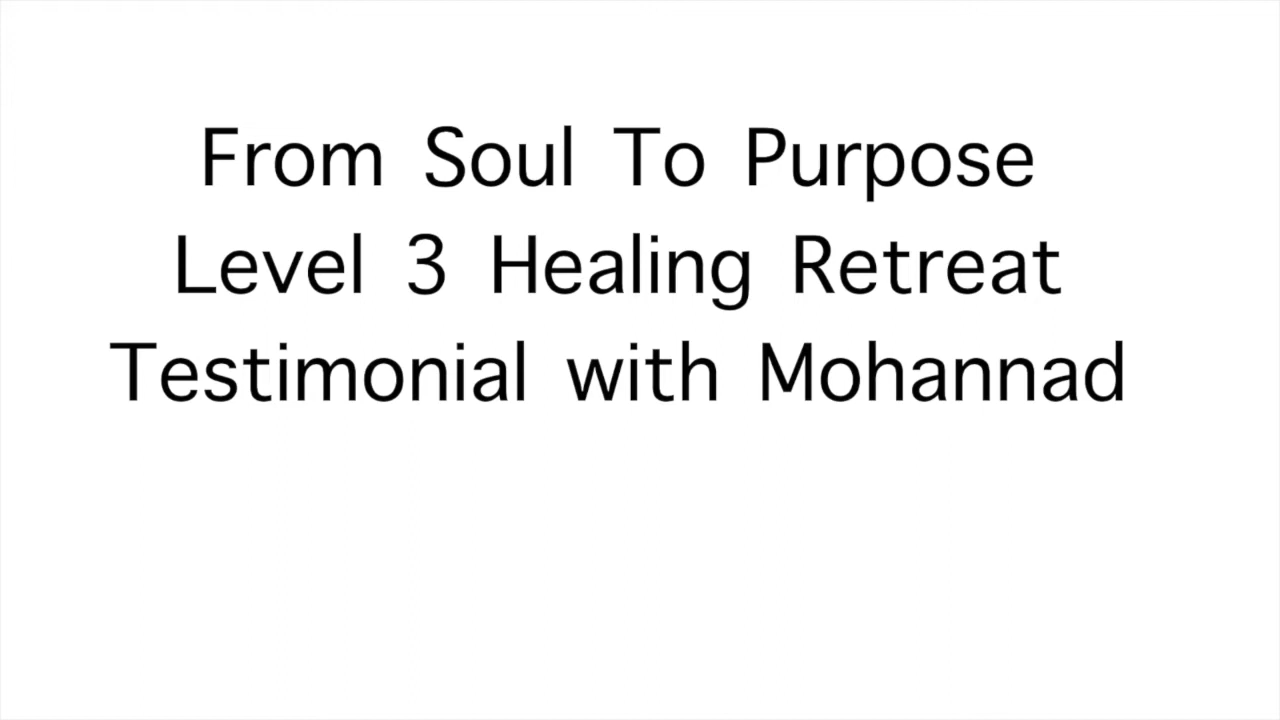 From Soul To Purpose
Level 3 Healing Retreat
Testimonial with Mohannad